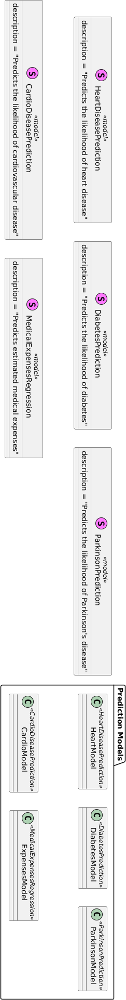 «model»
S HeartDiseasePrediction
description = "Predicts the likelihood of heart disease"
«model»
S DiabetesPrediction
description = "Predicts the likelihood of diabetes"
«model»
S ParkinsonPrediction
description = "Predicts the likelihood of Parkinson's disease"
«model»
S CardioDiseasePrediction
description = "Predicts the likelihood of cardiovascular disease"
«model»
S MedicalExpensesRegression
description = "Predicts estimated medical expenses"
Prediction Models
«HeartDiseasePrediction»
C HeartModel
«DiabetesPrediction»
C DiabetesModel
«ParkinsonPrediction»
C ParkinsonModel
«CardioDiseasePrediction»
C CardioModel
«MedicalExpensesRegression»
C ExpensesModel